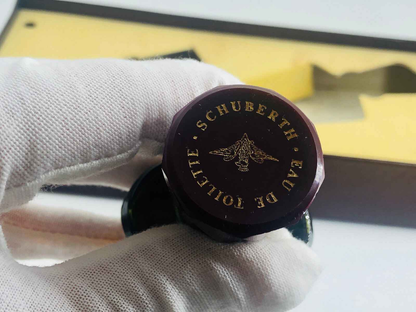 SCHUBERTH • EAU DE TOILETTE •